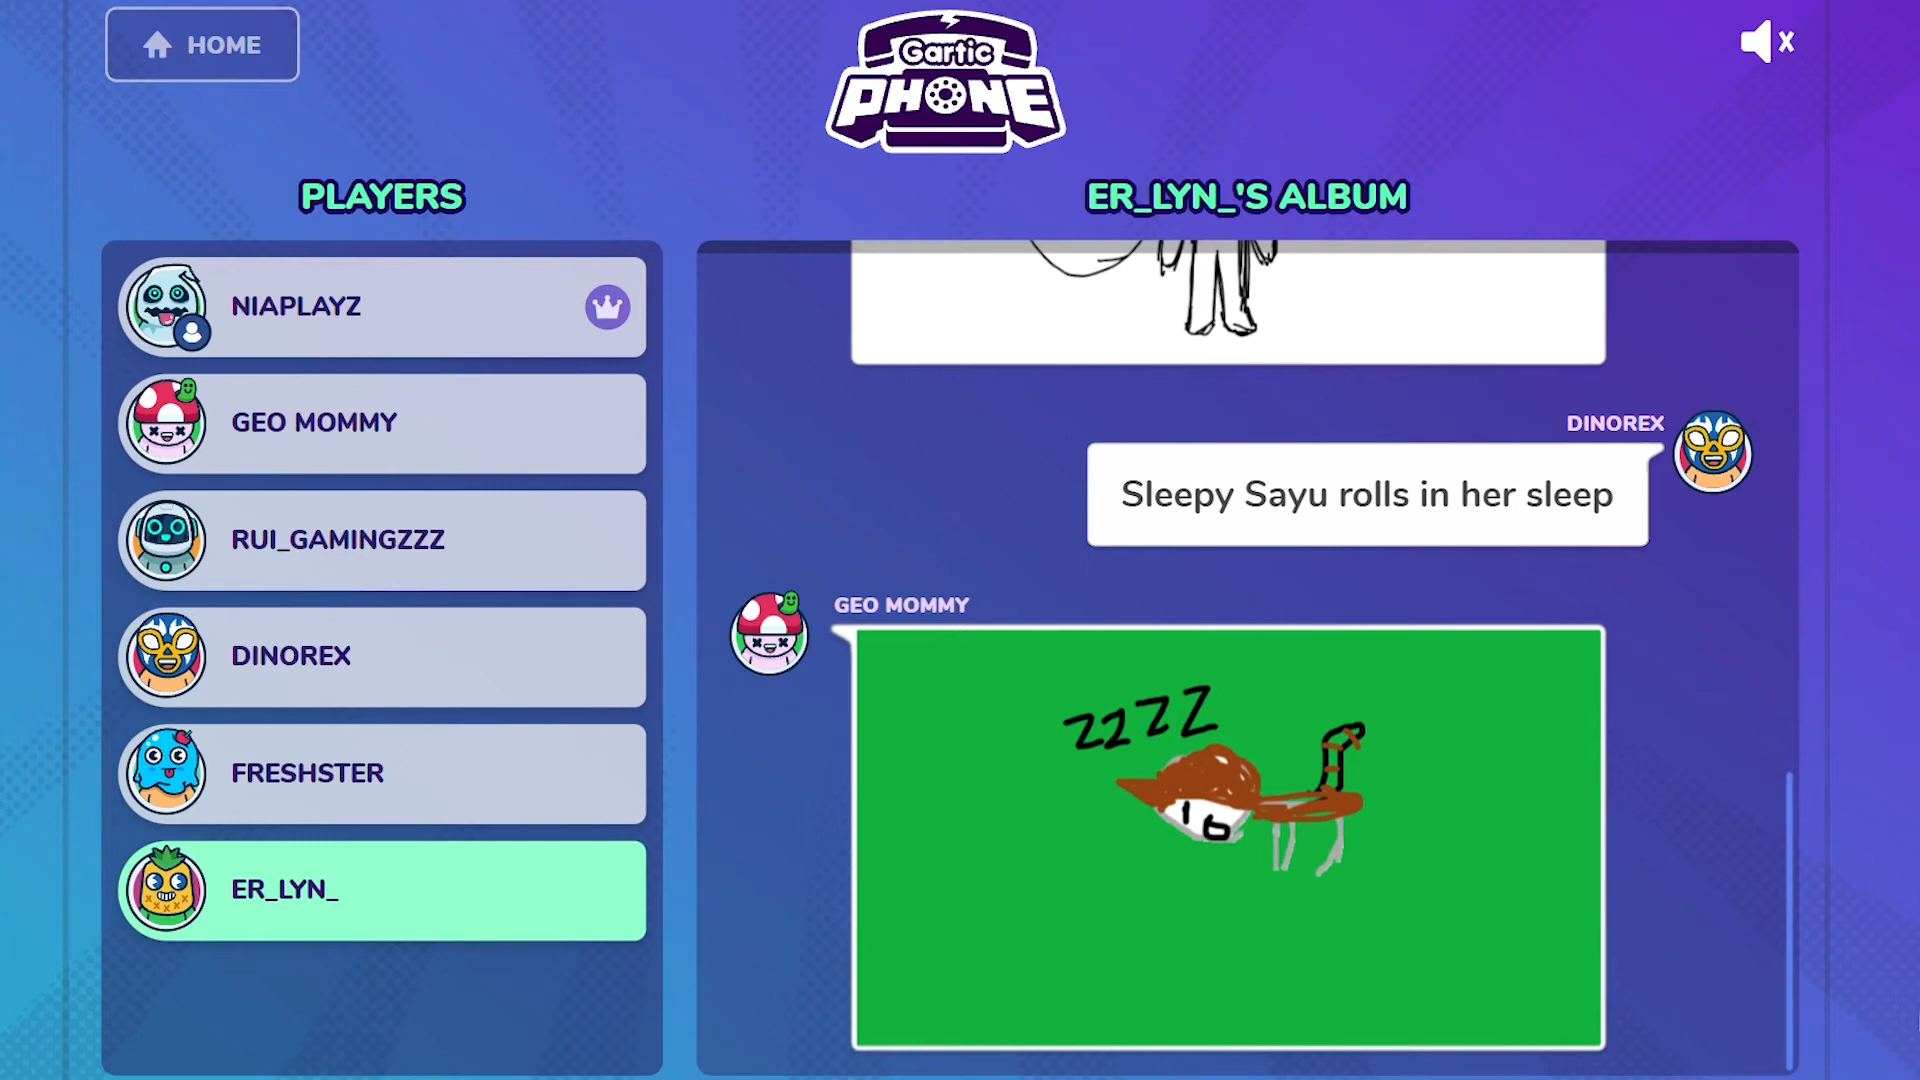 HOME
Gartic
PHONE
PLAYERS
ER_LYN_'S ALBUM
NIAPLAYZ
GEO MOMMY
RUI_GAMINGZZZ
DINOREX
FRESHSTER
ER_LYN_
DINOREX
Sleepy Sayu rolls in her sleep
GEO MOMMY
ZZZZ